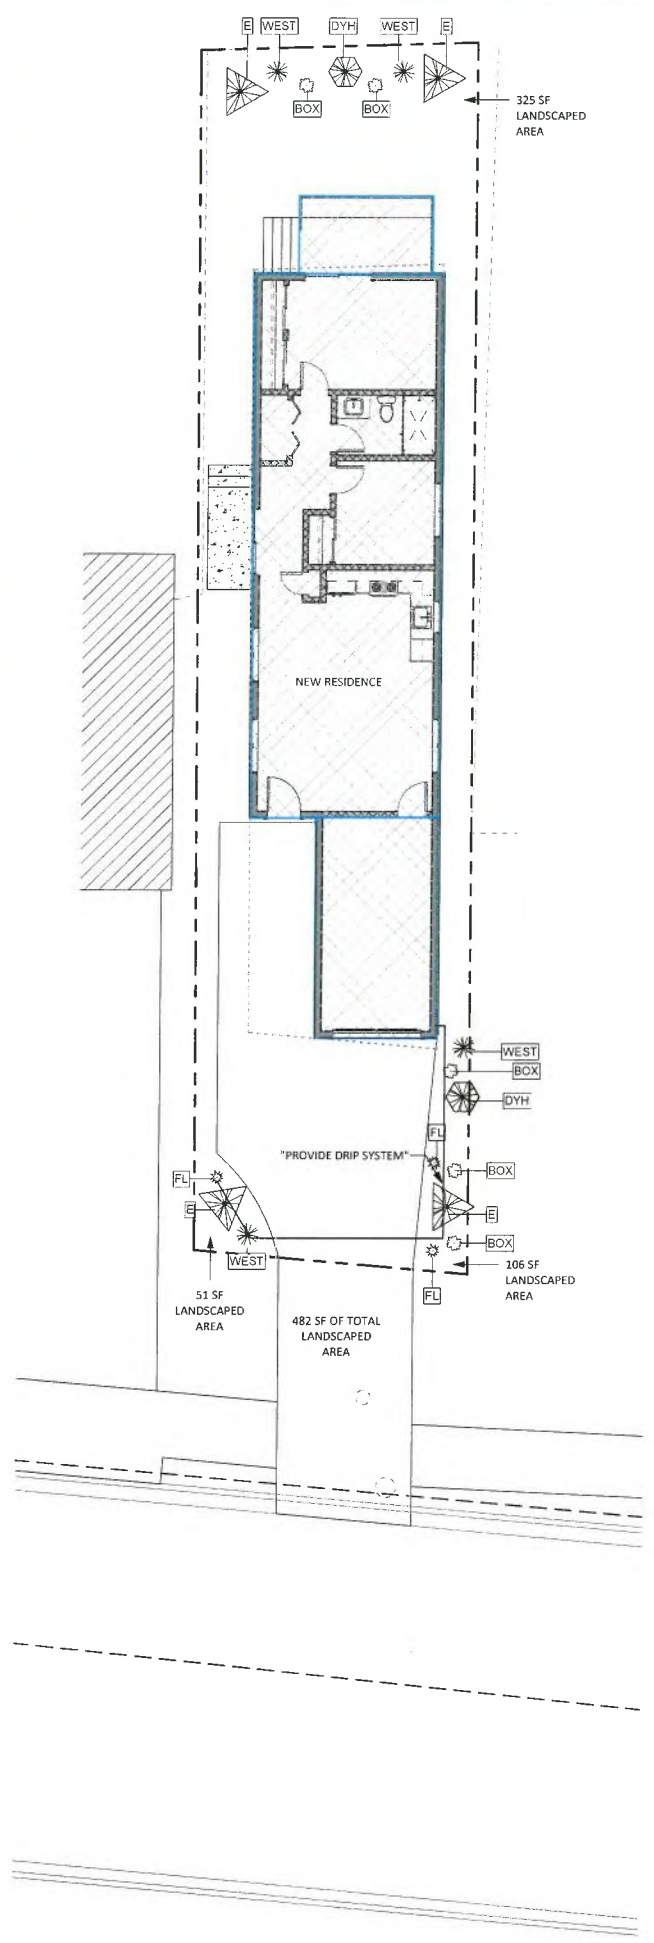 E
WEST
DYH
WEST
E
BOX
BOX
325 SF
LANDSCAPED
AREA
NEW RESIDENCE
WEST
BOX
DYH
FL
"PROVIDE DRIP SYSTEM"
BOX
FL
E
E
BOX
WEST
FL
106 SF
LANDSCAPED
AREA
51 SF
LANDSCAPED
AREA
482 SF OF TOTAL
LANDSCAPED
AREA